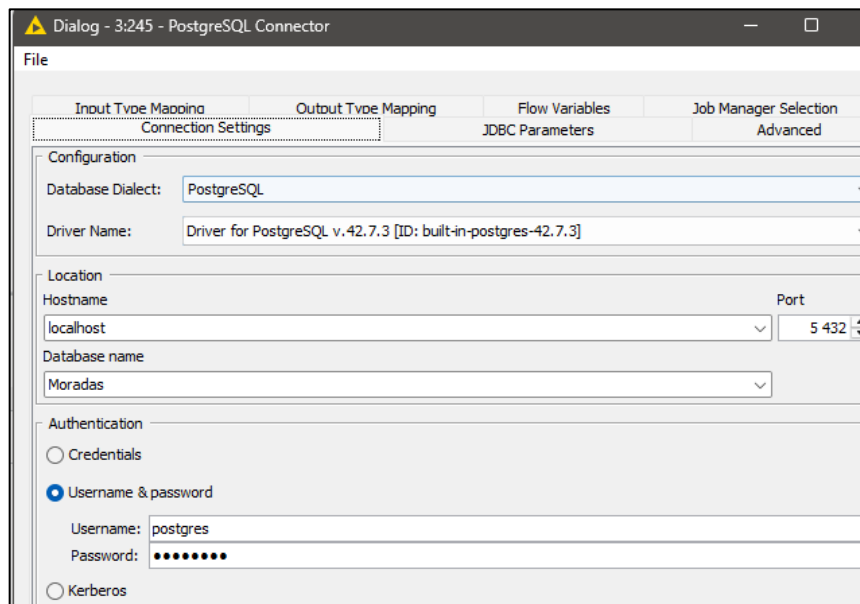 Dialog - 3:245 - PostgreSQL Connector
File
Input Type Mapping Output Type Mapping Flow Variables Job Manager Selection
Connection Settings JDBC Parameters Advanced
Configuration
Database Dialect: PostgreSQL
Driver Name: Driver for PostgreSQL v.42.7.3 [ID: built-in-postgres-42.7.3]
Location
Hostname Port
localhost 5 432
Database name
Moradas
Authentication
Credentials
Username & password
Username: postgres
Password: ●●●●●●●●
Kerberos